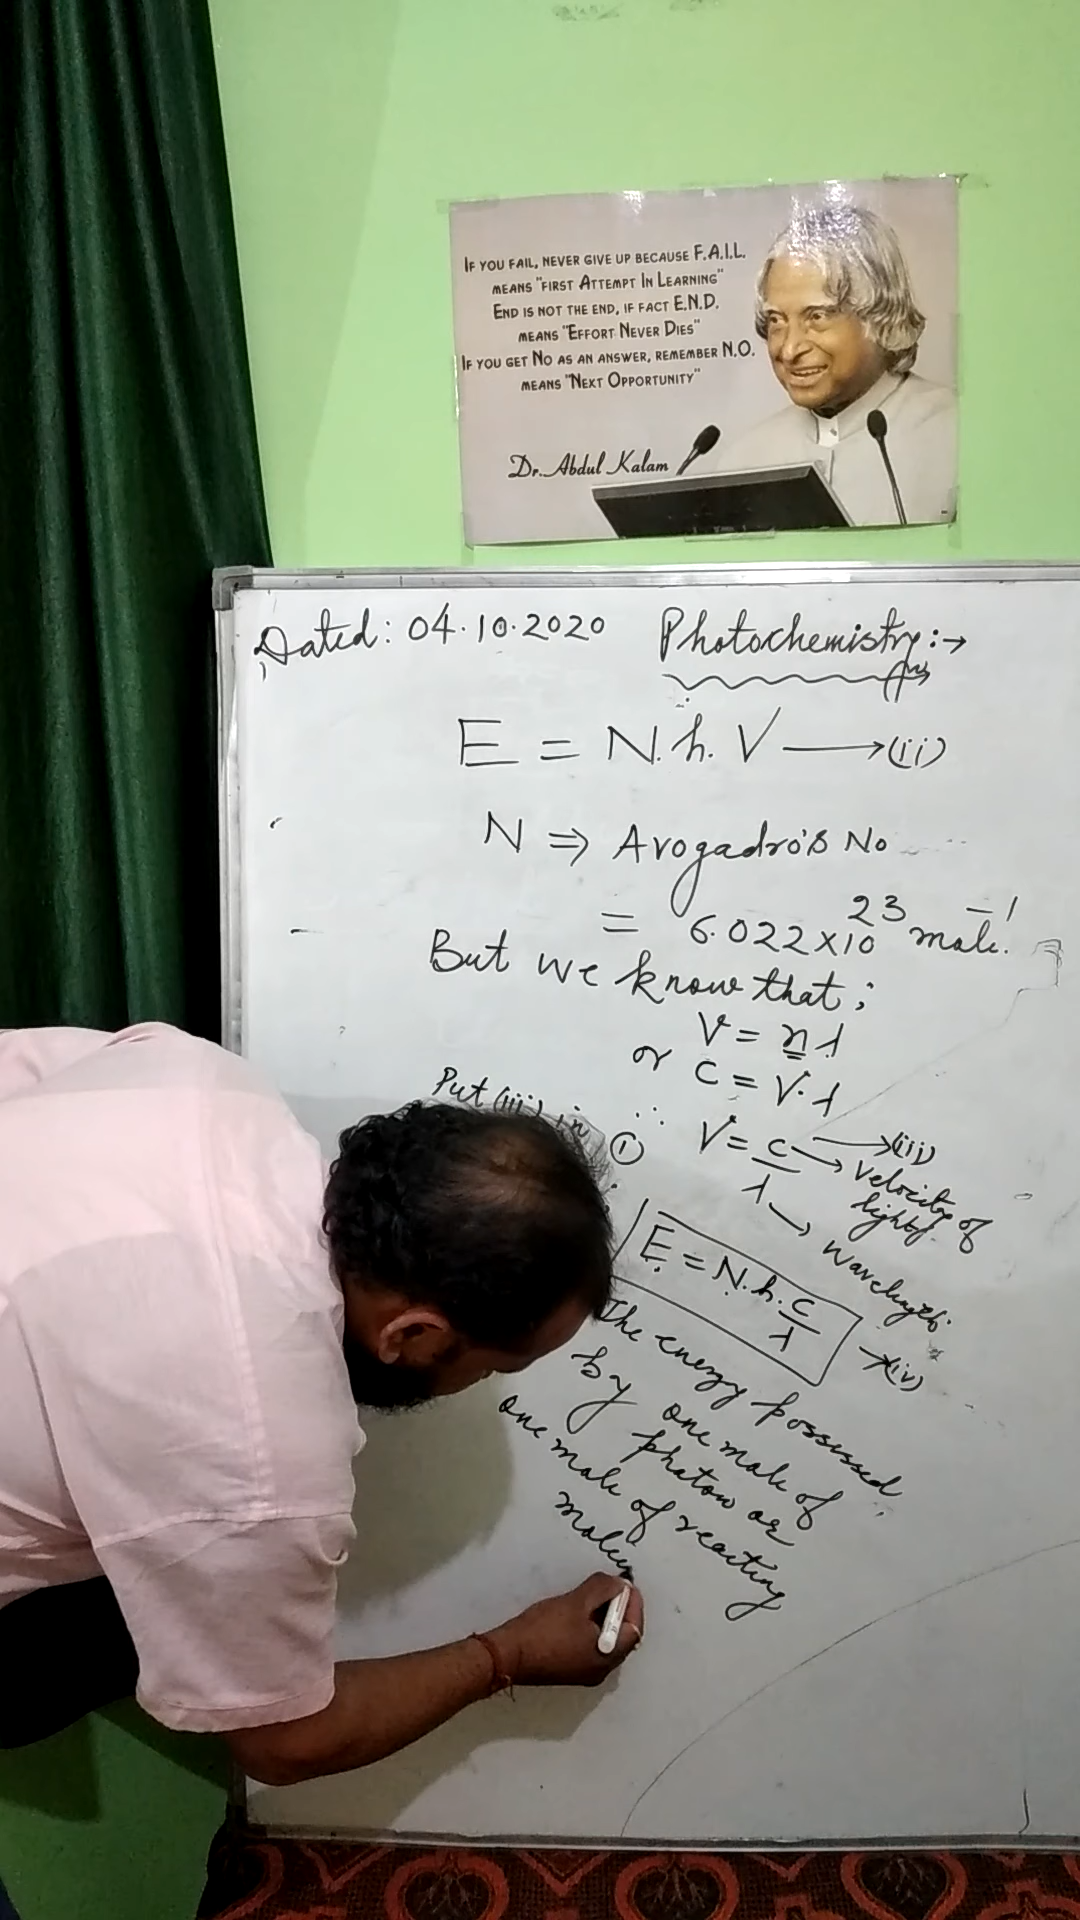 IF YOU FAIL, NEVER GIVE UP BECAUSE F.A.I.L.
MEANS "FIRST ATTEMPT IN LEARNING"
END IS NOT THE END, IF FACT E.N.D.
MEANS "EFFORT NEVER DIES"
IF YOU GET NO AS AN ANSWER, REMEMBER N.O.
MEANS "NEXT OPPORTUNITY"
Dr. Abdul Kalam
Dated: 04.10.2020 Photochemistry:→
E = N.h.V ⟶(ii)
N ⇒ Avogadro's No
= 6.022×10²³ mole⁻¹.
But we know that;
V = nλ
or C = V.λ
Put (iii) in ① ∴ V = C/λ →(iii)
→ Velocity of
light
→ Wavelength.
E = N.h.C/λ →(iv)
The energy possessed
by one mole of
photon or
one mole of reacting
molecu